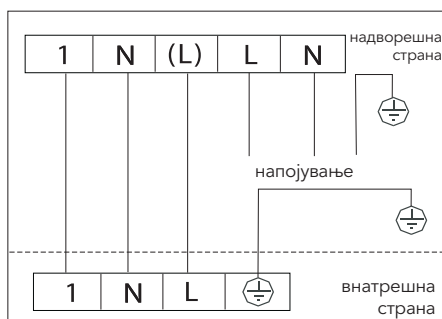 1 N (L) L N
надворешна
страна
напојување
1 N L
внатрешна
страна